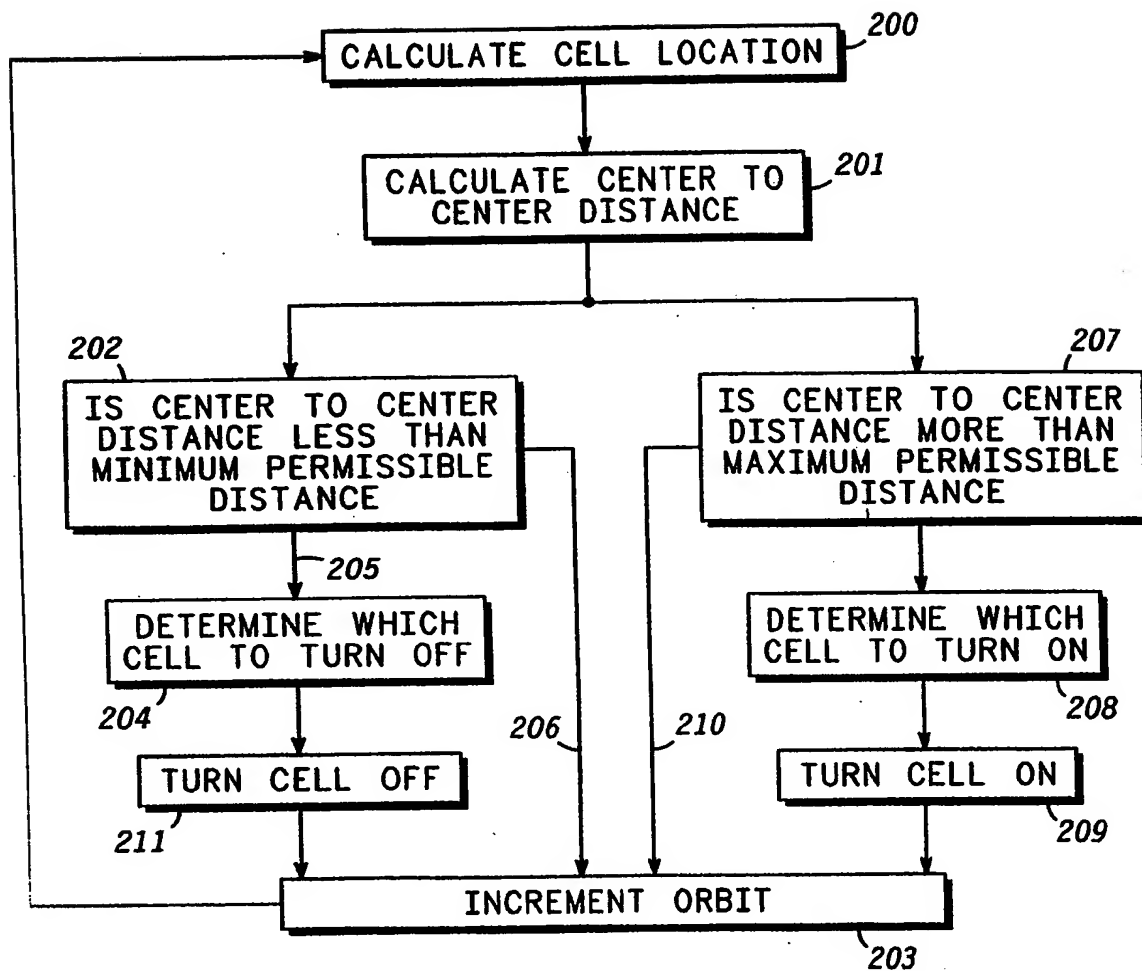 200
CALCULATE CELL LOCATION
201
CALCULATE CENTER TO
CENTER DISTANCE
202
IS CENTER TO CENTER
DISTANCE LESS THAN
MINIMUM PERMISSIBLE
DISTANCE
207
IS CENTER TO CENTER
DISTANCE MORE THAN
MAXIMUM PERMISSIBLE
DISTANCE
205
DETERMINE WHICH
CELL TO TURN OFF
204
206
210
DETERMINE WHICH
CELL TO TURN ON
208
TURN CELL OFF
211
TURN CELL ON
209
INCREMENT ORBIT
203